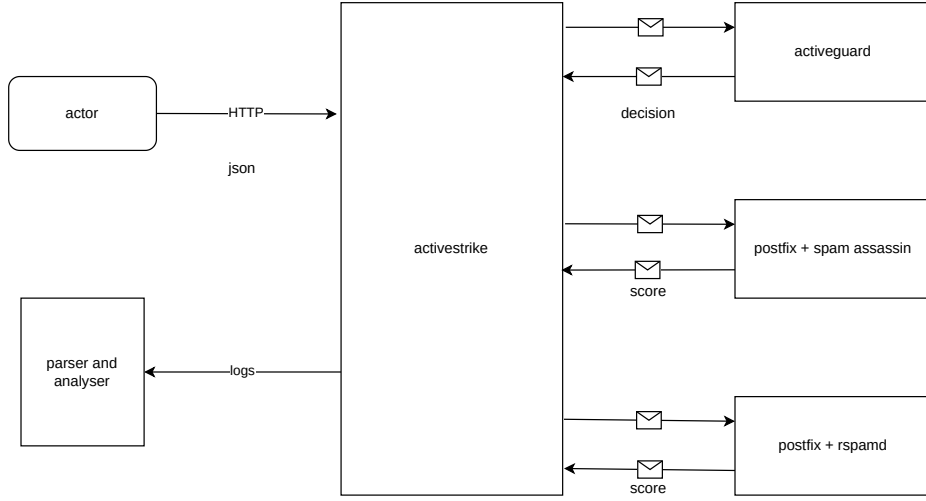 activeguard
actor
HTTP
decision
json
activestrike
postfix + spam assassin
score
parser and
analyser
logs
postfix + rspamd
score